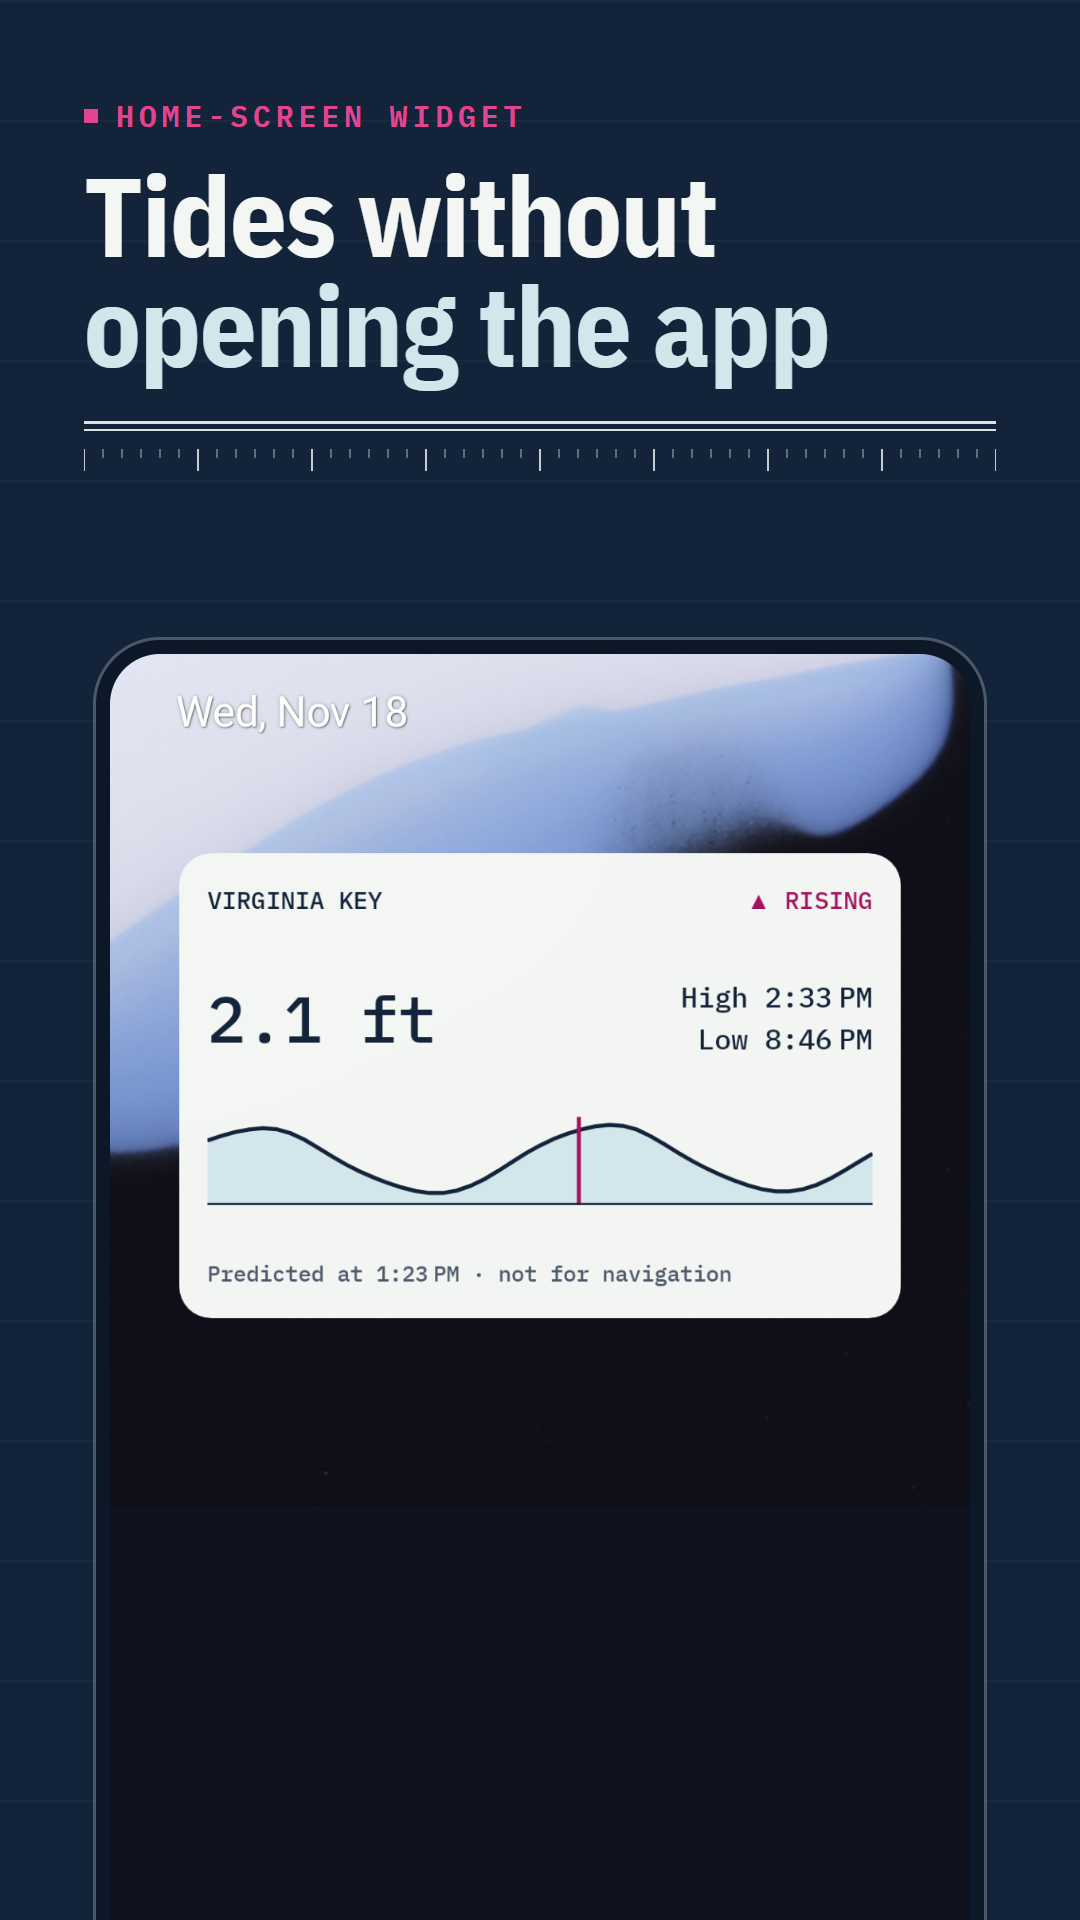 HOME-SCREEN WIDGET
Tides without
opening the app
Wed, Nov 18
VIRGINIA KEY
▲ RISING
2.1 ft
High 2:33 PM
Low 8:46 PM
Predicted at 1:23 PM · not for navigation